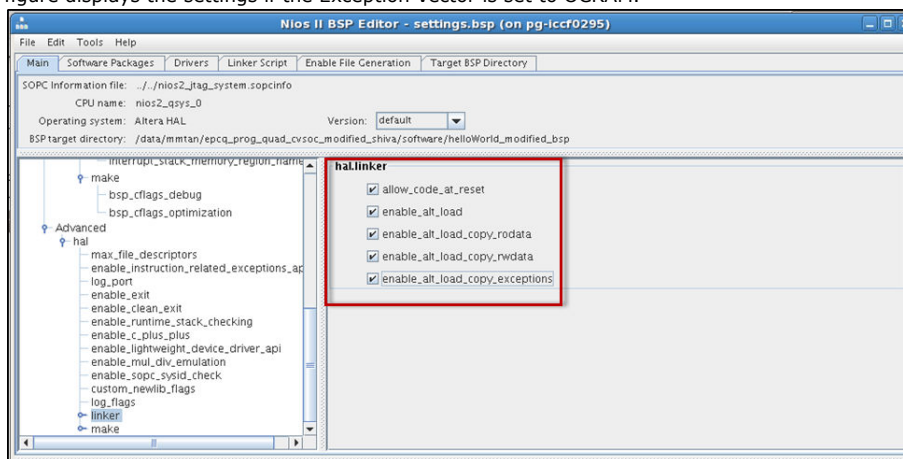 figure displays the settings if the Exception Vector is set to OCRAM.
Nios II BSP Editor - settings.bsp (on pg-iccf0295)
File Edit Tools Help
Main Software Packages Drivers Linker Script Enable File Generation Target BSP Directory
SOPC Information file: ../../nios2_jtag_system.sopcinfo
CPU name: nios2_qsys_0
Operating system: Altera HAL Version: default
BSP target directory: /data/mmtan/epcq_prog_quad_cvsoc_modified_shiva/software/helloWorld_modified_bsp
interrupt_stack_memory_region_name
make
bsp_cflags_debug
bsp_cflags_optimization
Advanced
hal
max_file_descriptors
enable_instruction_related_exceptions_ap
log_port
enable_exit
enable_clean_exit
enable_runtime_stack_checking
enable_c_plus_plus
enable_lightweight_device_driver_api
enable_mul_div_emulation
enable_sopc_sysid_check
custom_newlib_flags
log_flags
linker
make
hal.linker
allow_code_at_reset
enable_alt_load
enable_alt_load_copy_rodata
enable_alt_load_copy_rwdata
enable_alt_load_copy_exceptions